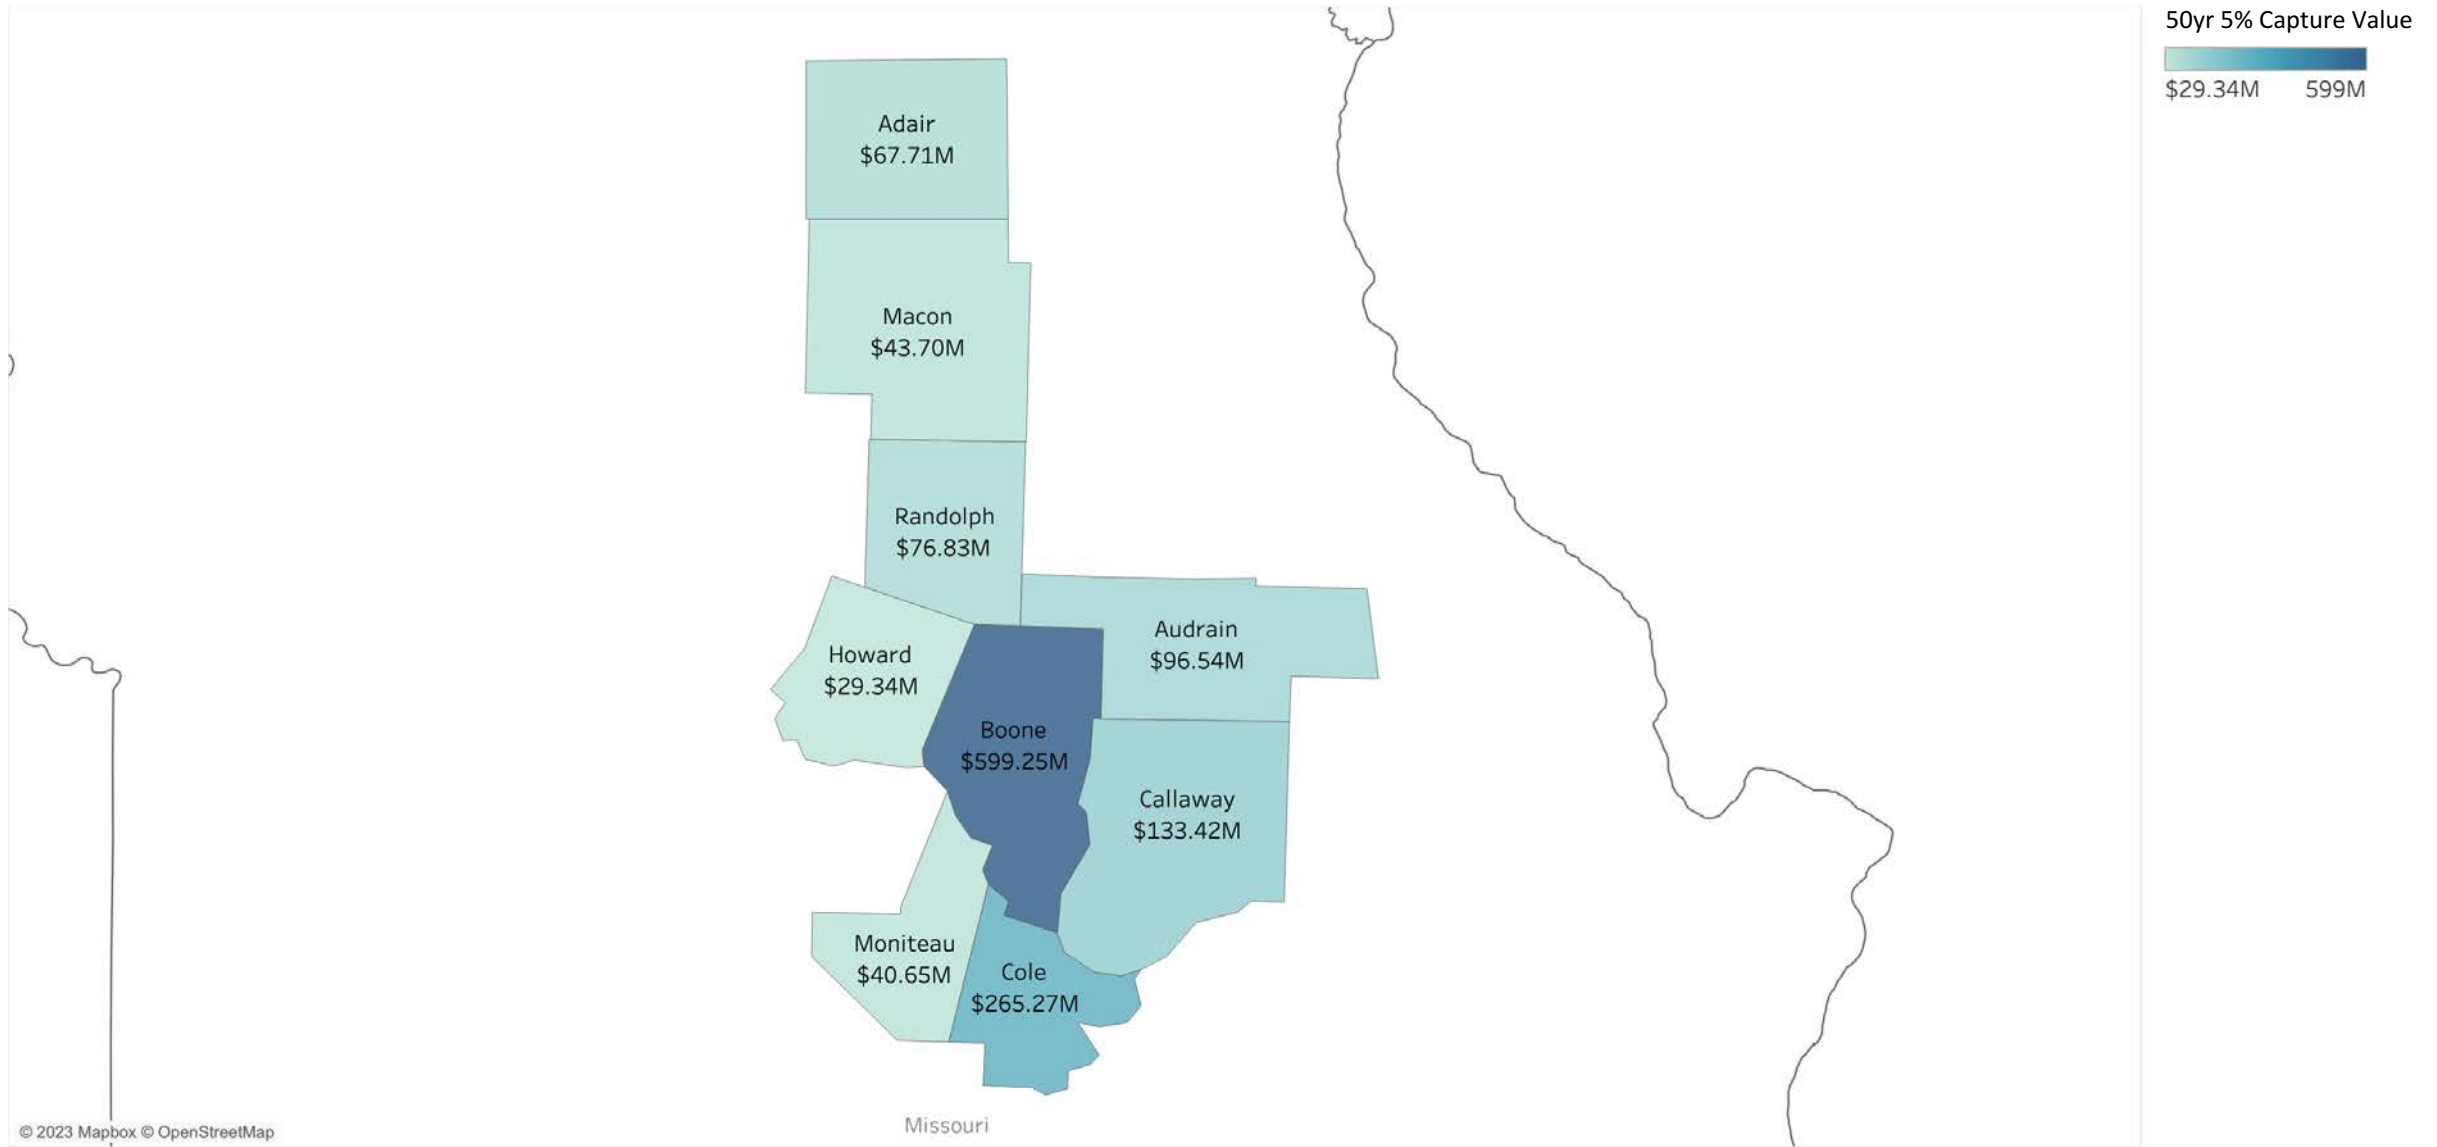 50yr 5% Capture Value
$29.34M 599M
Adair
$67.71M
Macon
$43.70M
Randolph
$76.83M
Audrain
$96.54M
Howard
$29.34M
Boone
$599.25M
Callaway
$133.42M
Moniteau
$40.65M
Cole
$265.27M
Missouri
© 2023 Mapbox © OpenStreetMap